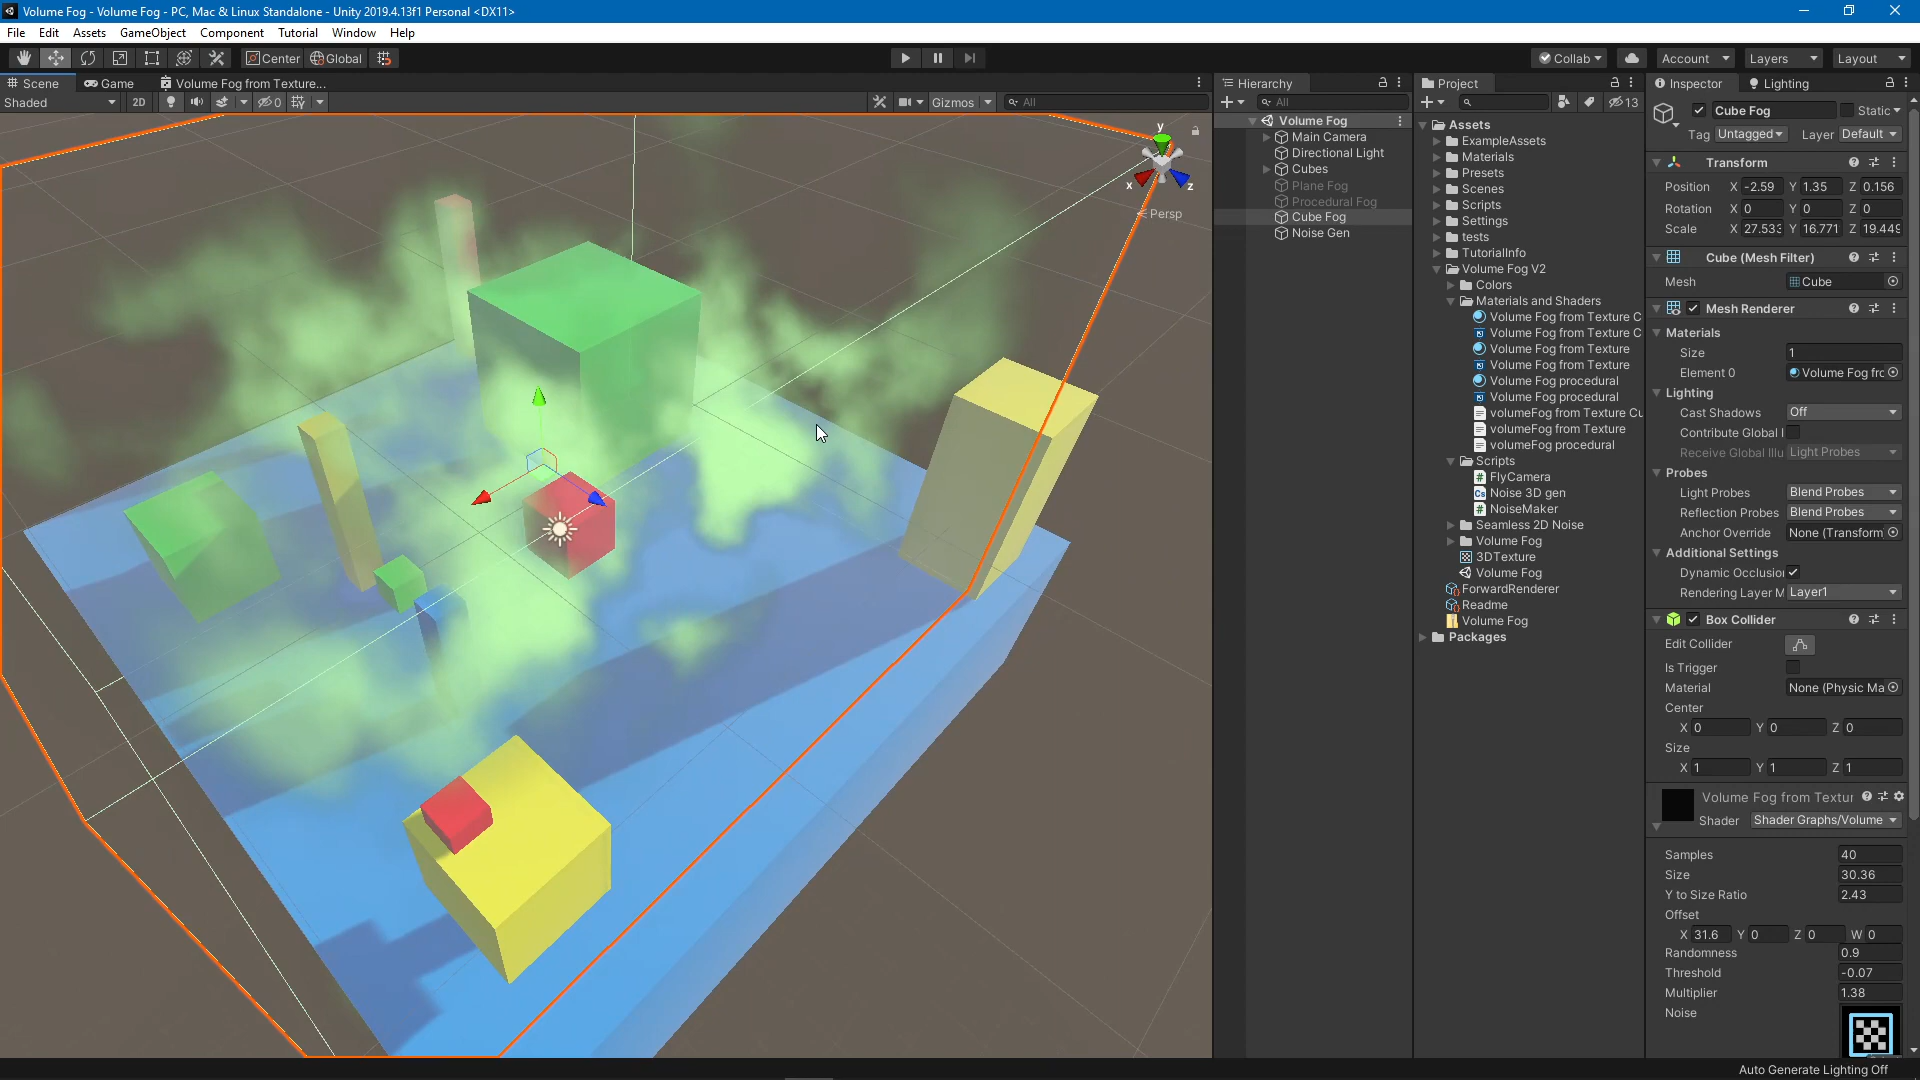 Volume Fog - Volume Fog - PC, Mac & Linux Standalone - Unity 2019.4.13f1 Personal <DX11>
File Edit Assets GameObject Component Tutorial Window Help
Center Global Collab Account Layers Layout
Scene Game Volume Fog from Texture...
Shaded 2D 0 Gizmos All
y
x z
Persp
Hierarchy
All
Volume Fog
Main Camera
Directional Light
Cubes
Plane Fog
Procedural Fog
Cube Fog
Noise Gen
Project
13
Assets
ExampleAssets
Materials
Presets
Scenes
Scripts
Settings
tests
TutorialInfo
Volume Fog V2
Colors
Materials and Shaders
Volume Fog from Texture C
Volume Fog from Texture C
Volume Fog from Texture
Volume Fog from Texture
Volume Fog procedural
Volume Fog procedural
volumeFog from Texture Cu
volumeFog from Texture
volumeFog procedural
Scripts
FlyCamera
Noise 3D gen
NoiseMaker
Seamless 2D Noise
Volume Fog
3DTexture
Volume Fog
ForwardRenderer
Readme
Volume Fog
Packages
Inspector Lighting
Cube Fog Static
Tag Untagged Layer Default
Transform
Position X -2.59 Y 1.35 Z 0.156
Rotation X 0 Y 0 Z 0
Scale X 27.533 Y 16.771 Z 19.449
Cube (Mesh Filter)
Mesh Cube
Mesh Renderer
Materials
Size 1
Element 0 Volume Fog frc
Lighting
Cast Shadows Off
Contribute Global I
Receive Global Illu Light Probes
Probes
Light Probes Blend Probes
Reflection Probes Blend Probes
Anchor Override None (Transform
Additional Settings
Dynamic Occlusion
Rendering Layer M Layer1
Box Collider
Edit Collider
Is Trigger
Material None (Physic Ma
Center
X 0 Y 0 Z 0
Size
X 1 Y 1 Z 1
Volume Fog from Textur
Shader Shader Graphs/Volume
Samples 40
Size 30.36
Y to Size Ratio 2.43
Offset
X 31.6 Y 0 Z 0 W 0
Randomness 0.9
Threshold -0.07
Multiplier 1.38
Noise
Auto Generate Lighting Off